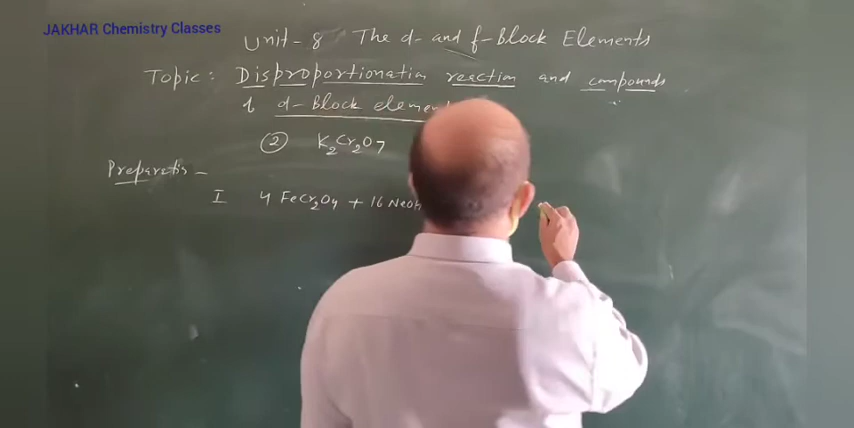 JAKHAR Chemistry Classes
Unit-8 The d- and f-Block Elements
Topic: Disproportionation reaction and compounds
of d-Block element
② K2Cr2O7
Preparation -
I 4 FeCr2O4 + 16 NaOH